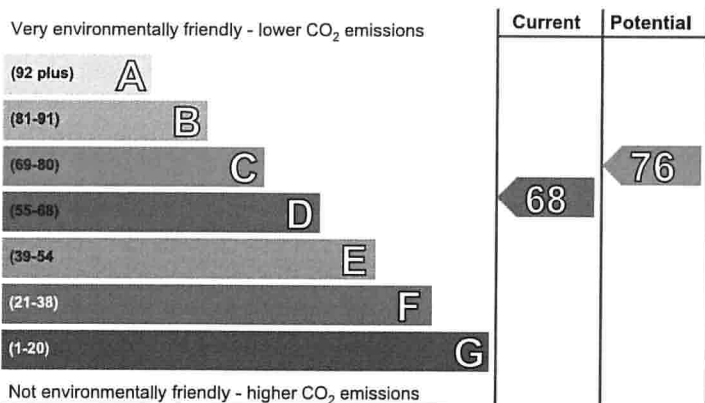 Current Potential
Very environmentally friendly - lower CO₂ emissions
(92 plus) A
(81-91) B
(69-80) C
76
(55-68) D
68
(39-54 E
(21-38) F
(1-20) G
Not environmentally friendly - higher CO₂ emissions